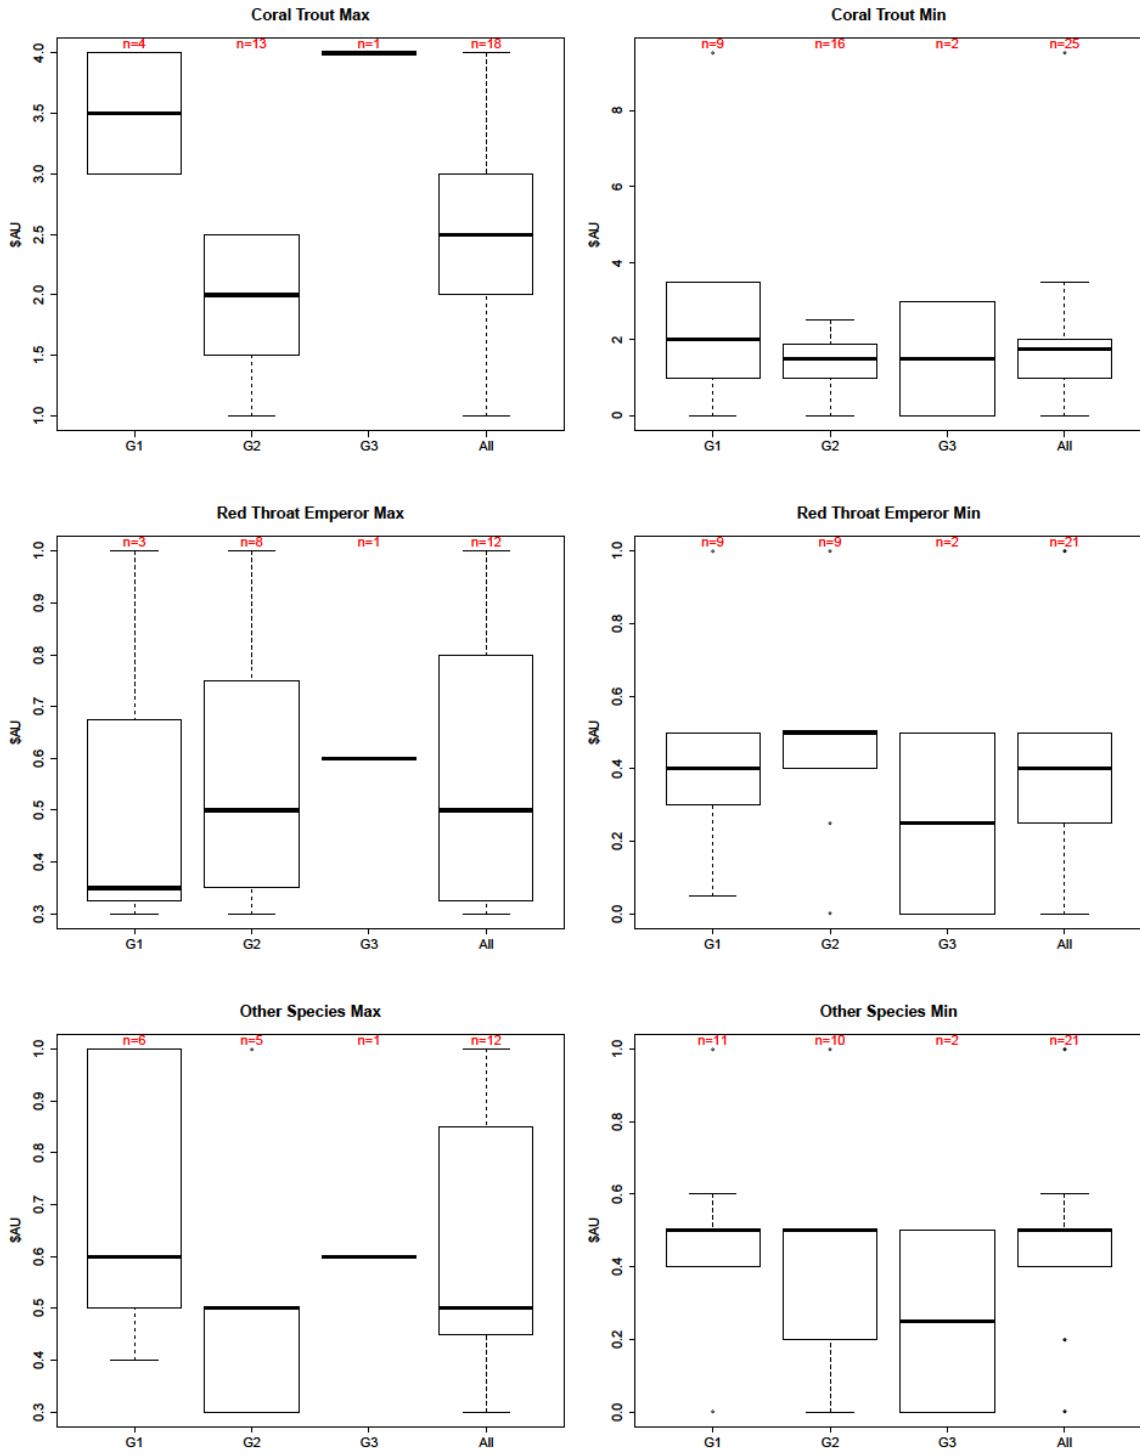 Coral Trout Max
n=4 n=13 n=1 n=18
4.0
3.5
3.0
2.5
2.0
1.5
1.0
$AU
G1 G2 G3 All
Coral Trout Min
n=9 n=16 n=2 n=25
8
6
4
2
0
$AU
G1 G2 G3 All
Red Throat Emperor Max
n=3 n=8 n=1 n=12
1.0
0.9
0.8
0.7
0.6
0.5
0.4
0.3
$AU
G1 G2 G3 All
Red Throat Emperor Min
n=9 n=9 n=2 n=21
1.0
0.8
0.6
0.4
0.2
0.0
$AU
G1 G2 G3 All
Other Species Max
n=6 n=5 n=1 n=12
1.0
0.9
0.8
0.7
0.6
0.5
0.4
0.3
$AU
G1 G2 G3 All
Other Species Min
n=11 n=10 n=2 n=21
1.0
0.8
0.6
0.4
0.2
0.0
$AU
G1 G2 G3 All